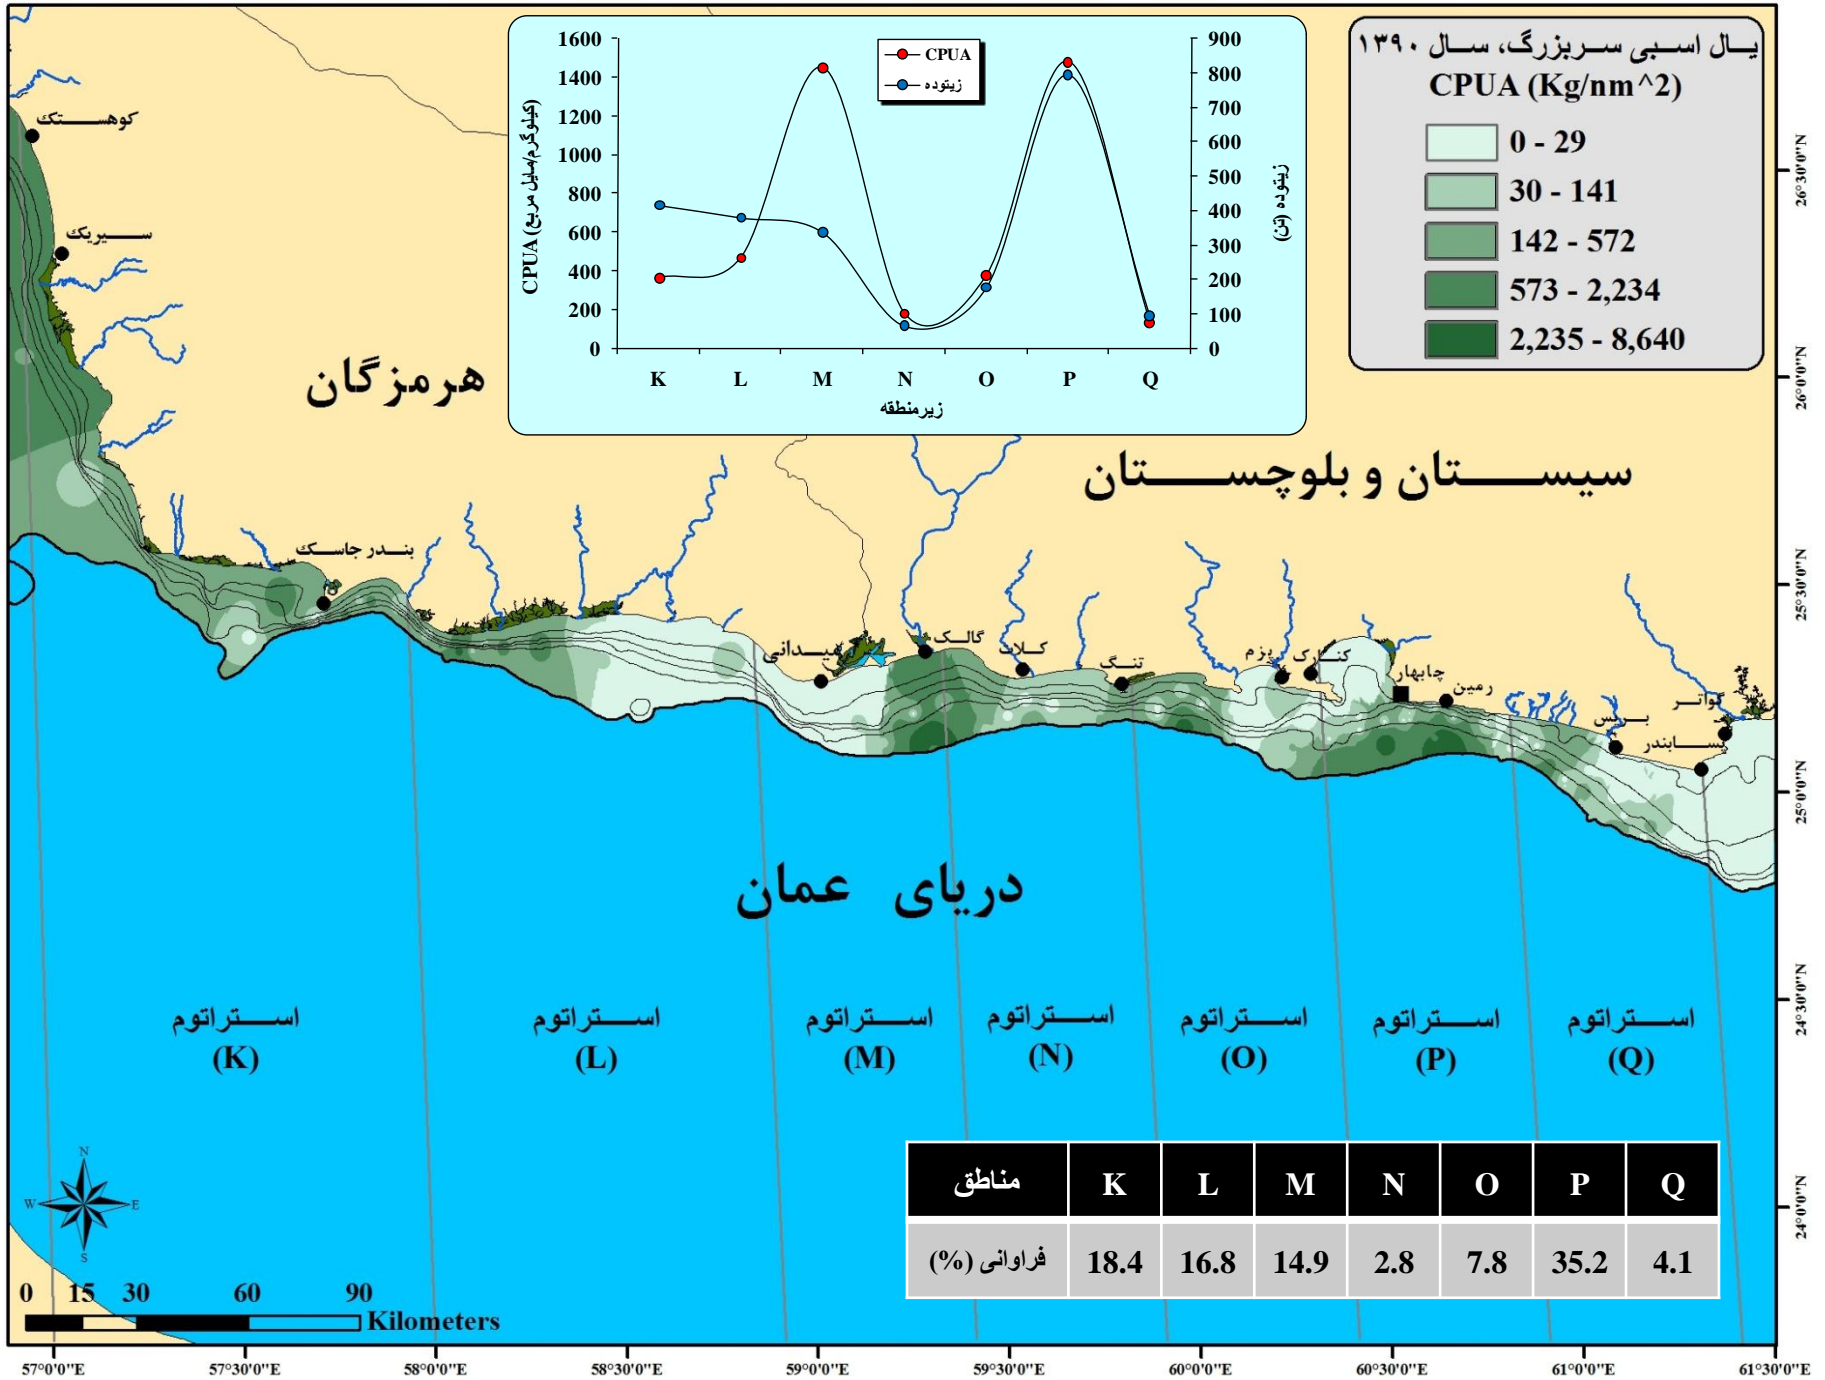 یال اسبی سربزرگ، سال ۱۳۹۰
CPUA (Kg/nm^2)
0 - 29
30 - 141
142 - 572
573 - 2,234
2,235 - 8,640
CPUA
زیتوده
CPUA (کیلوگرم/مایل مربع)
1600
1400
1200
1000
800
600
400
200
0
زیتوده (تن)
900
800
700
600
500
400
300
200
100
0
K L M N O P Q
زیرمنطقه
کوهستک
سیریک
هرمزگان
سیستان و بلوچستان
بندر جاسک
میدانی
گالک
کلات
تنگ
پزم
کنارک
چابهار
رمین
بریس
گواتر
پسابندر
دریای عمان
استراتوم
(K)
استراتوم
(L)
استراتوم
(M)
استراتوم
(N)
استراتوم
(O)
استراتوم
(P)
استراتوم
(Q)
مناطق K L M N O P Q
فراوانی (%) 18.4 16.8 14.9 2.8 7.8 35.2 4.1
N
W E
S
0 15 30 60 90
Kilometers
57°0'0"E 57°30'0"E 58°0'0"E 58°30'0"E 59°0'0"E 59°30'0"E 60°0'0"E 60°30'0"E 61°0'0"E 61°30'0"E
26°30'0"N
26°0'0"N
25°30'0"N
25°0'0"N
24°30'0"N
24°0'0"N